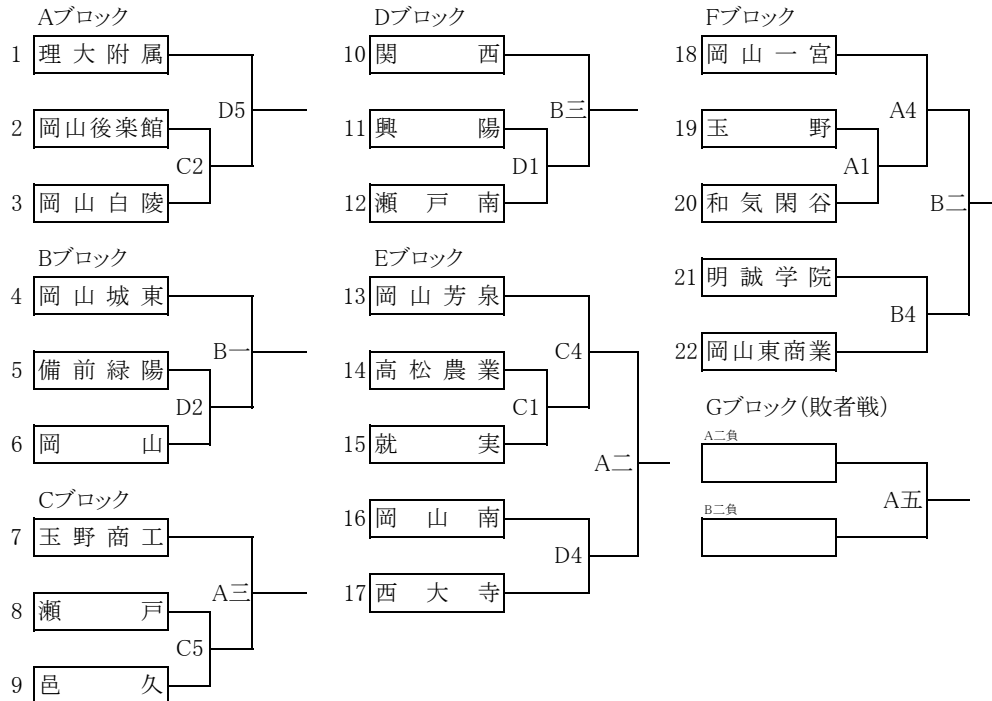 Aブロック
1 理大附属
D5
2 岡山後楽館
C2
3 岡山白陵
Bブロック
4 岡山城東
B一
5 備前緑陽
D2
6 岡山
Cブロック
7 玉野商工
A三
8 瀬戸
C5
9 邑久
Dブロック
10 関西
B三
11 興陽
D1
12 瀬戸南
Eブロック
13 岡山芳泉
C4
14 高松農業
C1
15 就実
A二
16 岡山南
D4
17 西大寺
Fブロック
18 岡山一宮
A4
19 玉野
A1
20 和気閑谷
B二
21 明誠学院
B4
22 岡山東商業
Gブロック(敗者戦)
A二負
A五
B二負